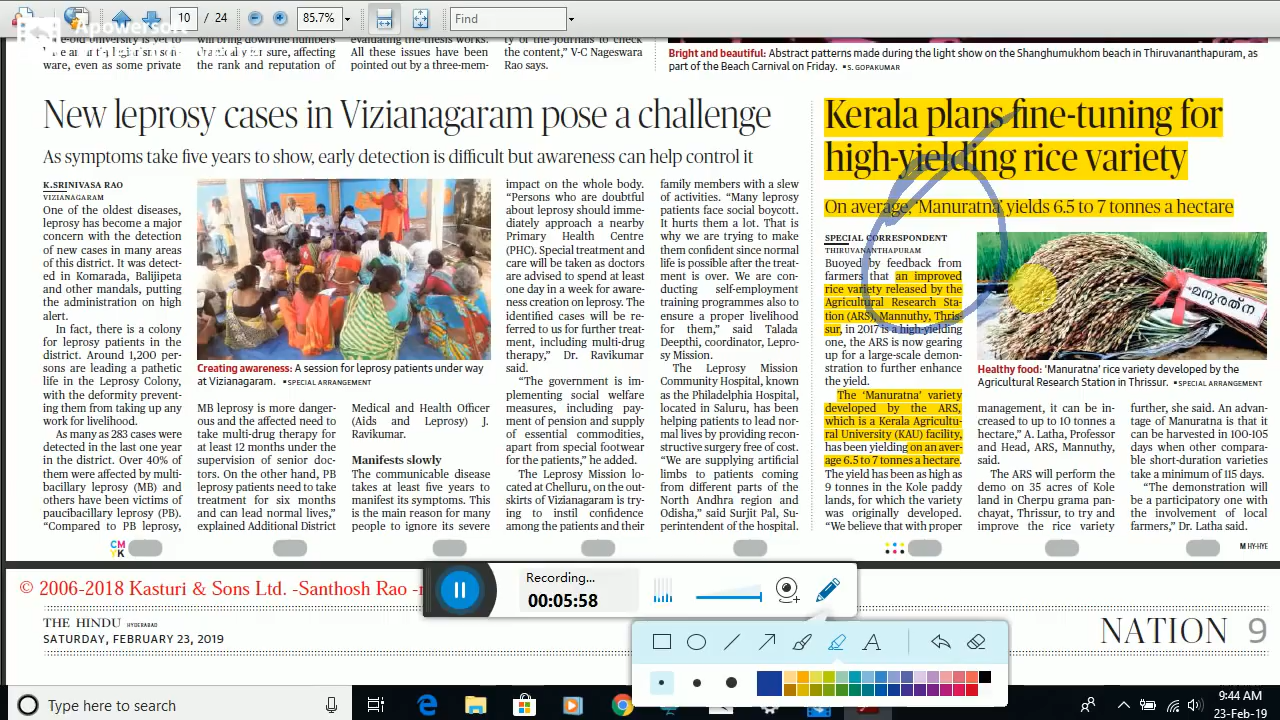 10 / 24 85.7% Find
Apowersoft
ware, even as some private
will bring down the numbers
drastically for sure, affecting
the rank and reputation of
evaluating the thesis works.
All these issues have been
pointed out by a three-mem-
ty of the journals to check
the content,” V-C Nageswara
Rao says.
Bright and beautiful: Abstract patterns made during the light show on the Shanghumukhom beach in Thiruvananthapuram, as
part of the Beach Carnival on Friday. ▪S. GOPAKUMAR
New leprosy cases in Vizianagaram pose a challenge
As symptoms take five years to show, early detection is difficult but awareness can help control it
K.SRINIVASA RAO
VIZIANAGARAM
One of the oldest diseases,
leprosy has become a major
concern with the detection
of new cases in many areas
of this district. It was detect-
ed in Komarada, Balijipeta
and other mandals, putting
the administration on high
alert.
In fact, there is a colony
for leprosy patients in the
district. Around 1,200 per-
sons are leading a pathetic
life in the Leprosy Colony,
with the deformity prevent-
ing them from taking up any
work for livelihood.
As many as 283 cases were
detected in the last one year
in the district. Over 40% of
them were affected by multi
bacillary leprosy (MB) and
others have been victims of
paucibacillary leprosy (PB).
“Compared to PB leprosy,
Creating awareness: A session for leprosy patients under way
at Vizianagaram. ▪SPECIAL ARRANGEMENT
MB leprosy is more danger-
ous and the affected need to
take multi-drug therapy for
at least 12 months under the
supervision of senior doc-
tors. On the other hand, PB
leprosy patients need to take
treatment for six months
and can lead normal lives,”
explained Additional District
Medical and Health Officer
(Aids and Leprosy) J.
Ravikumar.
Manifests slowly
The communicable disease
takes at least five years to
manifest its symptoms. This
is the main reason for many
people to ignore its severe
impact on the whole body.
“Persons who are doubtful
about leprosy should imme-
diately approach a nearby
Primary Health Centre
(PHC). Special treatment and
care will be taken as doctors
are advised to spend at least
one day in a week for aware-
ness creation on leprosy. The
identified cases will be re-
ferred to us for further treat-
ment, including multi-drug
therapy,” Dr. Ravikumar
said.
“The government is im-
plementing social welfare
measures, including pay-
ment of pension and supply
of essential commodities,
apart from special footwear
for the patients,” he added.
The Leprosy Mission
located at Chelluru, on the out-
skirts of Vizianagaram is try-
ing to instil confidence
among the patients and their
family members with a slew
of activities. “Many leprosy
patients face social boycott.
It hurts them a lot. That is
why we are trying to make
them confident since normal
life is possible after the treat-
ment is over. We are con-
ducting self-employment
training programmes also to
ensure a proper livelihood
for them,” said Talada
Deepthi, coordinator, Lepro-
sy Mission.
The Leprosy Mission
Community Hospital, known
as the Philadelphia Hospital,
located in Saluru, has been
helping patients to lead nor-
mal lives by providing recon-
structive surgery free of cost.
“We are supplying artificial
limbs to patients coming
from different parts of the
North Andhra region and
Odisha,” said Surjit Pal, Su-
perintendent of the hospital.
Kerala plans fine-tuning for
high-yielding rice variety
On average, ‘Manuratna’ yields 6.5 to 7 tonnes a hectare
SPECIAL CORRESPONDENT
THIRUVANANTHAPURAM
Buoyed by feedback from
farmers that an improved
rice variety released by the
Agricultural Research Sta-
tion (ARS), Mannuthy, Thris-
sur, in 2017 is a high-yielding
one, the ARS is now gearing
up for a large-scale demon-
stration to further enhance
the yield.
The ‘Manuratna’ variety
developed by the ARS,
which is a Kerala Agricultu-
ral University (KAU) facility,
has been yielding on an aver-
age 6.5 to 7 tonnes a hectare.
The yield has been as high as
9 tonnes in the Kole paddy
lands, for which the variety
was originally developed.
“We believe that with proper
മനുരത്ന
Healthy food: ‘Manuratna’ rice variety developed by the
Agricultural Research Station in Thrissur. ▪SPECIAL ARRANGEMENT
management, it can be in-
creased to up to 10 tonnes a
hectare,” A. Latha, Professor
and Head, ARS, Mannuthy,
said.
The ARS will perform the
demo on 35 acres of Kole
land in Cherpu grama pan-
chayat, Thrissur, to try and
improve the rice variety
further, she said. An advan-
tage of Manuratna is that it
can be harvested in 100-105
days when other compara-
ble short-duration varieties
take a minimum of 115 days.
“The demonstration will
be a participatory one with
the involvement of local
farmers,” Dr. Latha said.
CM
YK
M HY-HYE
© 2006-2018 Kasturi & Sons Ltd. -Santhosh Rao -
Recording...
00:05:58
THE HINDU HYDERABAD
SATURDAY, FEBRUARY 23, 2019
NATION 9
A
Type here to search
9:44 AM
23-Feb-19